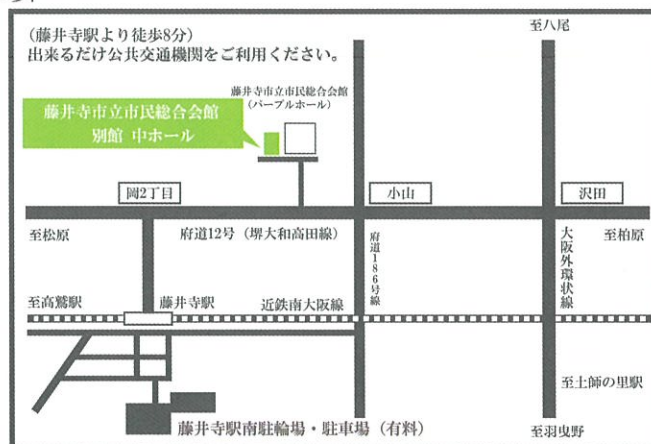 （藤井寺駅より徒歩8分）
出来るだけ公共交通機関をご利用ください。
至八尾
藤井寺市立市民総合会館
（パープルホール）
藤井寺市立市民総合会館
別館 中ホール
岡2丁目
小山
沢田
至松原
府道12号（堺大和高田線）
府道186号線
大阪外環状線
至柏原
至高鷲駅
藤井寺駅
近鉄南大阪線
至土師の里駅
藤井寺駅南駐輪場・駐車場（有料）
至羽曳野